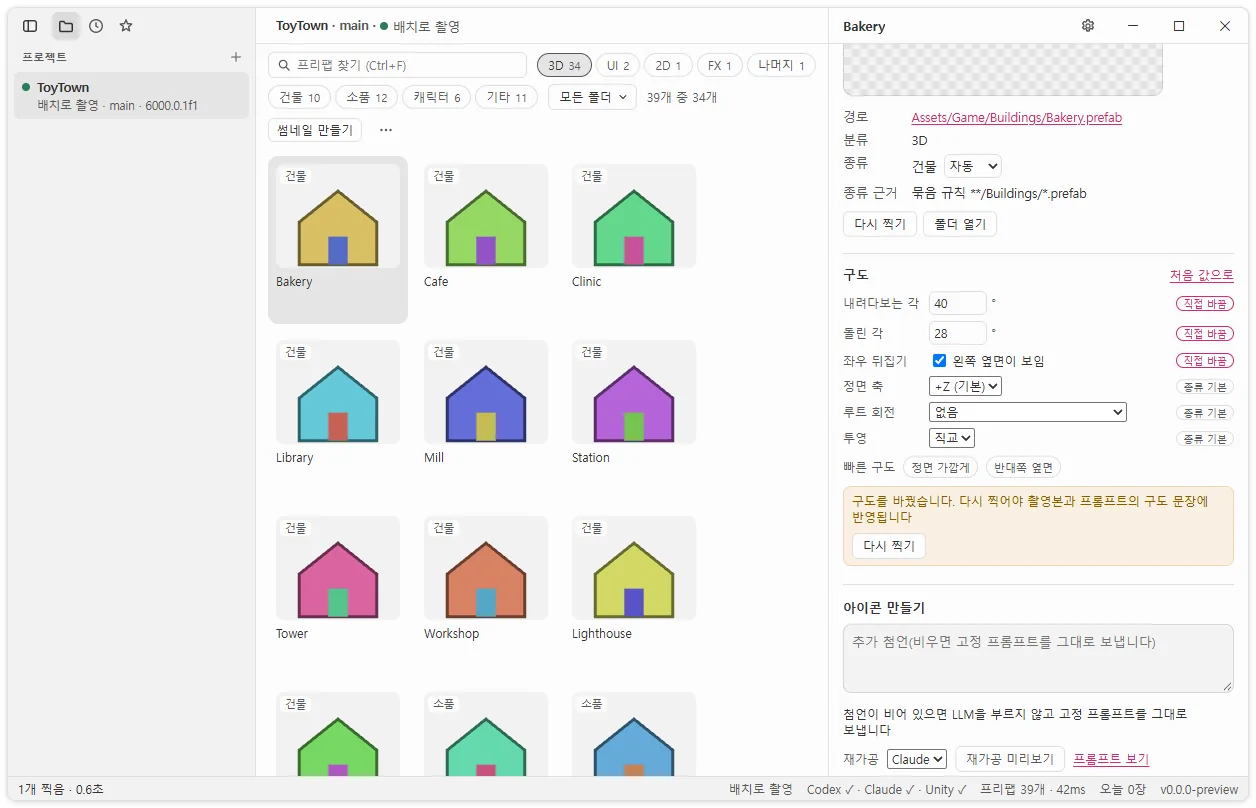 ToyTown · main · 배치로 촬영
Bakery
프로젝트
ToyTown
배치로 촬영 · main · 6000.0.1f1
프리팹 찾기 (Ctrl+F)
3D 34
UI 2
2D 1
FX 1
나머지 1
건물 10
소품 12
캐릭터 6
기타 11
모든 폴더
39개 중 34개
썸네일 만들기
건물
Bakery
건물
Cafe
건물
Clinic
건물
Library
건물
Mill
건물
Station
건물
Tower
건물
Workshop
건물
Lighthouse
건물
소품
소품
경로 Assets/Game/Buildings/Bakery.prefab
분류 3D
종류 건물 자동
종류 근거 묶음 규칙 **/Buildings/*.prefab
다시 찍기 폴더 열기
구도 처음 값으로
내려다보는 각 40 ° 직접 바꿈
돌린 각 28 ° 직접 바꿈
좌우 뒤집기 왼쪽 옆면이 보임 직접 바꿈
정면 축 +Z (기본) 종류 기본
루트 회전 없음 종류 기본
투영 직교 종류 기본
빠른 구도 정면 가깝게 반대쪽 옆면
구도를 바꿨습니다. 다시 찍어야 촬영본과 프롬프트의 구도 문장에
반영됩니다
다시 찍기
아이콘 만들기
추가 첨언(비우면 고정 프롬프트를 그대로 보냅니다)
첨언이 비어 있으면 LLM을 부르지 않고 고정 프롬프트를 그대로
보냅니다
재가공 Claude 재가공 미리보기 프롬프트 보기
1개 찍음 · 0.6초
배치로 촬영 Codex ✓ · Claude ✓ · Unity ✓ 프리팹 39개 · 42ms 오늘 0장 v0.0.0-preview